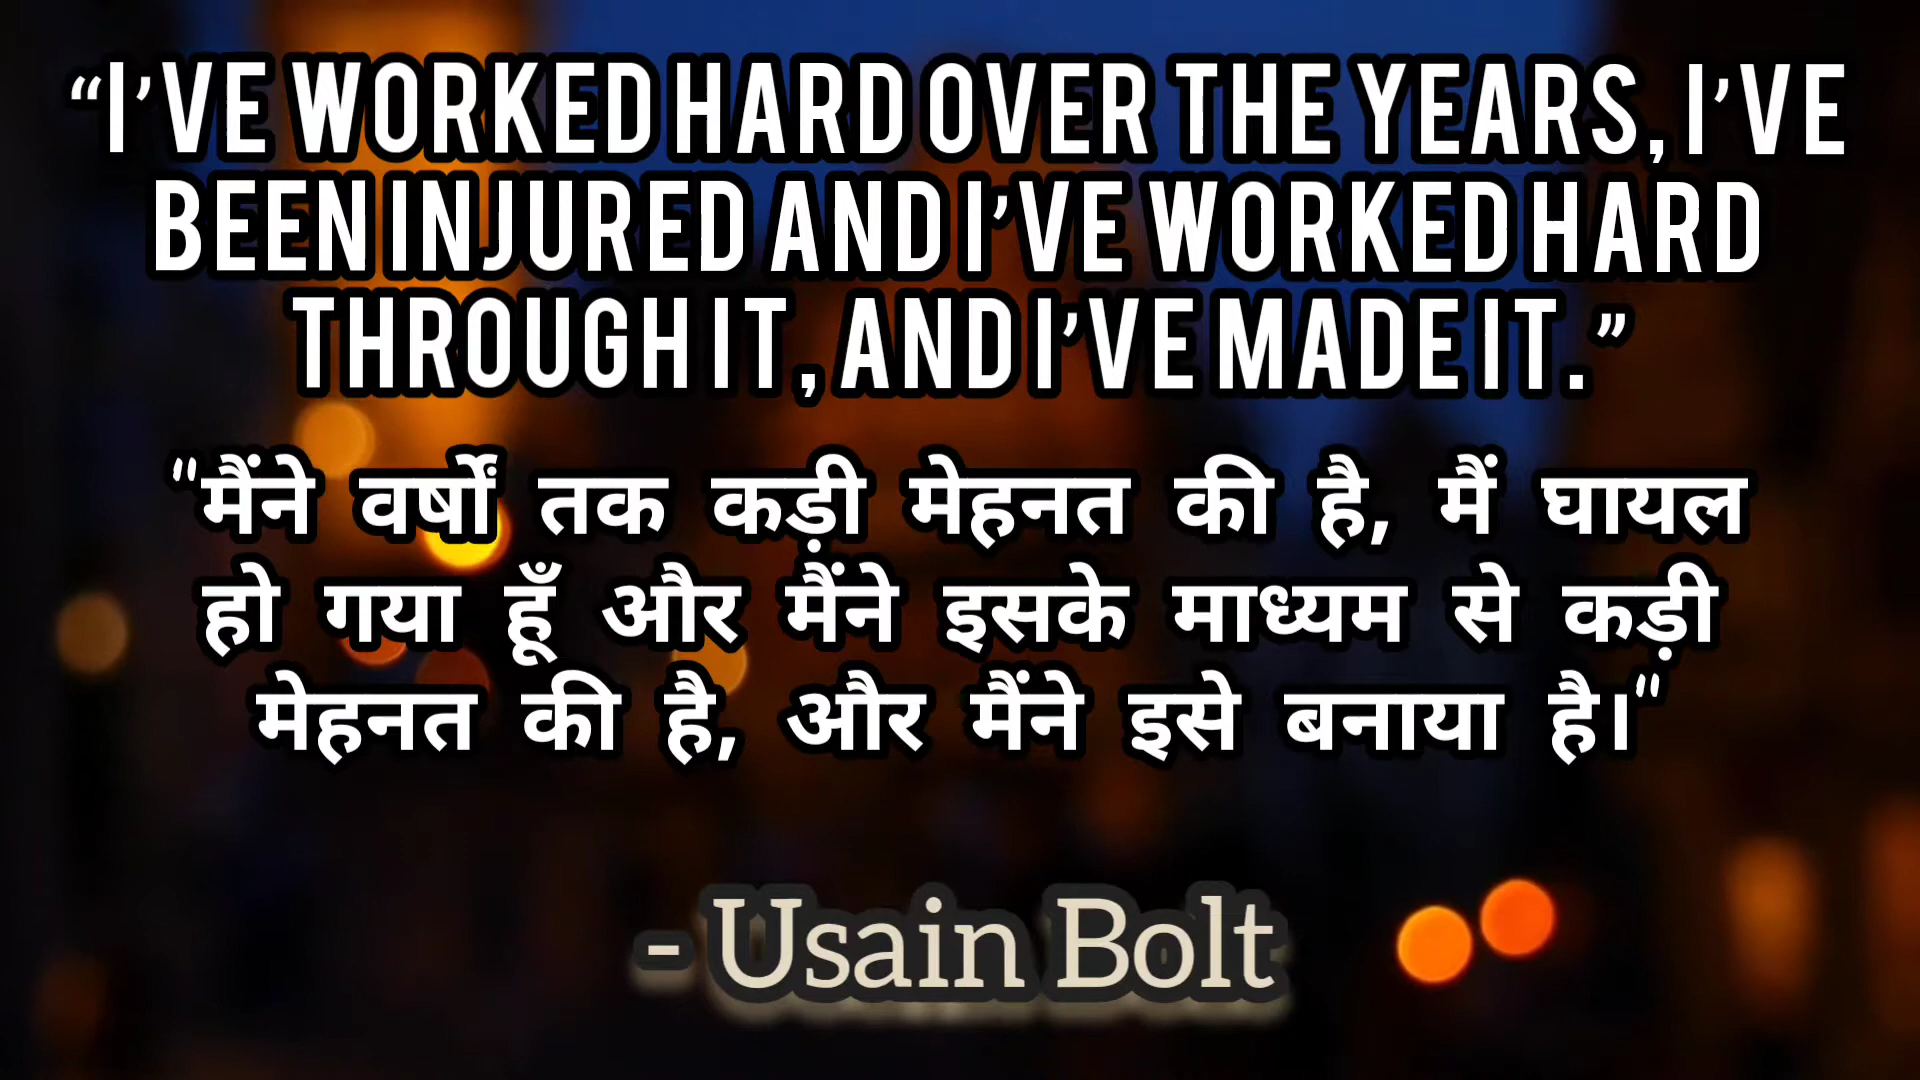 “I’VE WORKED HARD OVER THE YEARS, I’VE
BEEN INJURED AND I’VE WORKED HARD
THROUGH IT, AND I’VE MADE IT.”
"मैंने वर्षों तक कड़ी मेहनत की है, मैं घायल
हो गया हूँ और मैंने इसके माध्यम से कड़ी
मेहनत की है, और मैंने इसे बनाया है।"
- Usain Bolt